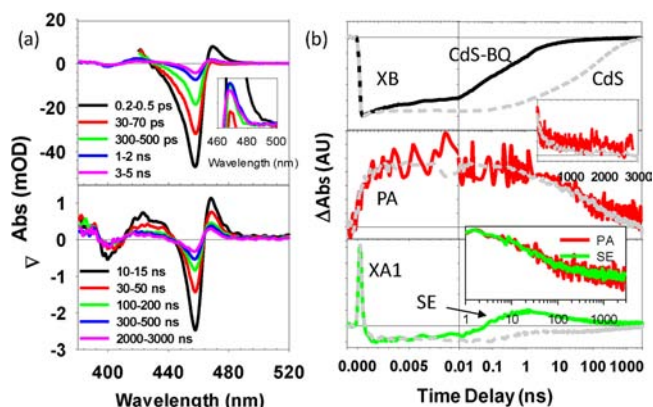 (a)
0
-20
-40
0.2-0.5 ps
30-70 ps
300-500 ps
1-2 ns
3-5 ns
460 480 500
Wavelength (nm)
∇ Abs (mOD)
1
0
-1
-2
-3
10-15 ns
30-50 ns
100-200 ns
300-500 ns
2000-3000 ns
400 440 480 520
Wavelength (nm)
(b)
XB
CdS-BQ
CdS
PA
1000 2000 3000
XA1
SE
PA
SE
1 10 100 1000
ΔAbs (AU)
0.000 0.005 0.01 0.1 1 10 100 1000
Time Delay (ns)